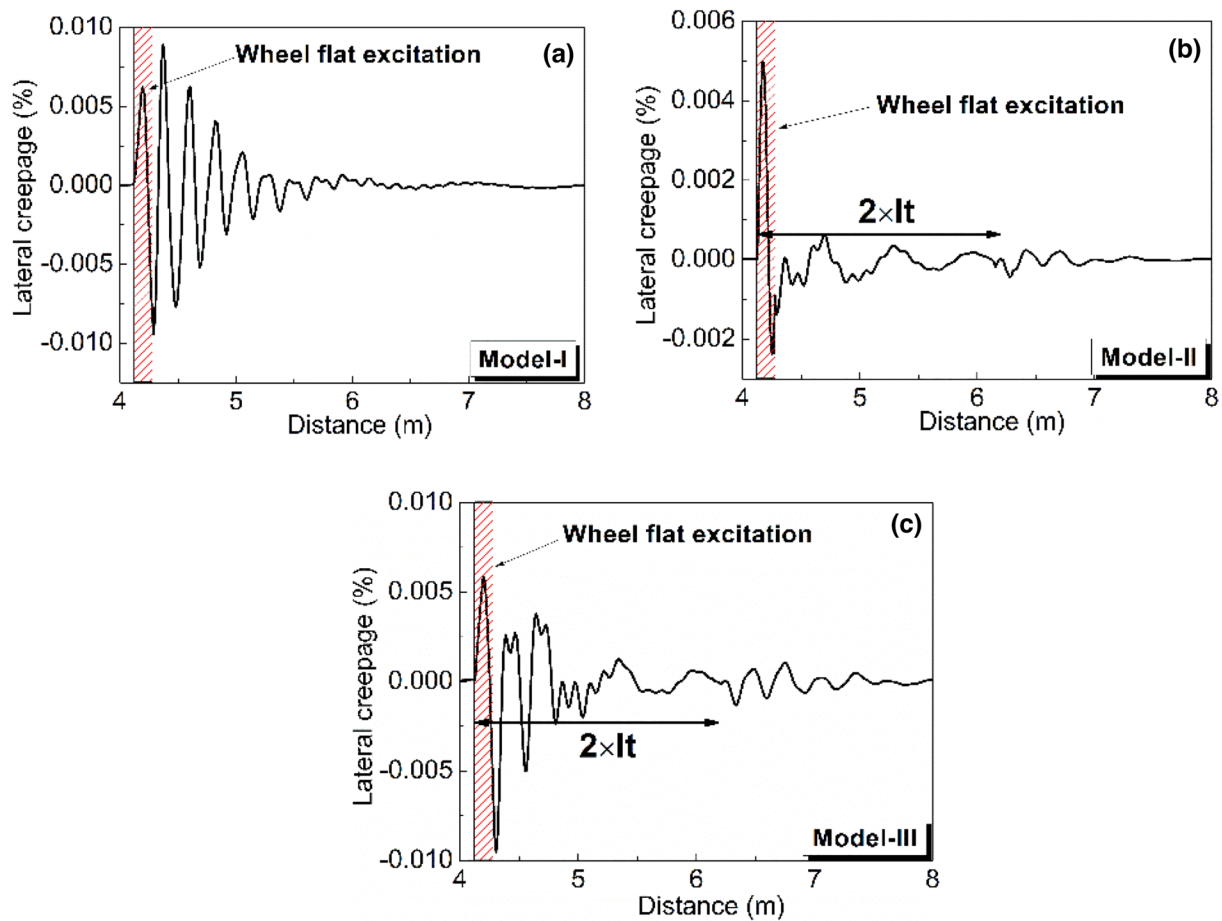 (a)
Wheel flat excitation
Lateral creepage (%)
0.010
0.005
0.000
-0.005
-0.010
Model-I
4 5 6 7 8
Distance (m)
(b)
Wheel flat excitation
2×lt
Lateral creepage (%)
0.006
0.004
0.002
0.000
-0.002
Model-II
4 5 6 7 8
Distance (m)
(c)
Wheel flat excitation
Lateral creepage (%)
0.010
0.005
0.000
-0.005
-0.010
2×lt
Model-III
4 5 6 7 8
Distance (m)